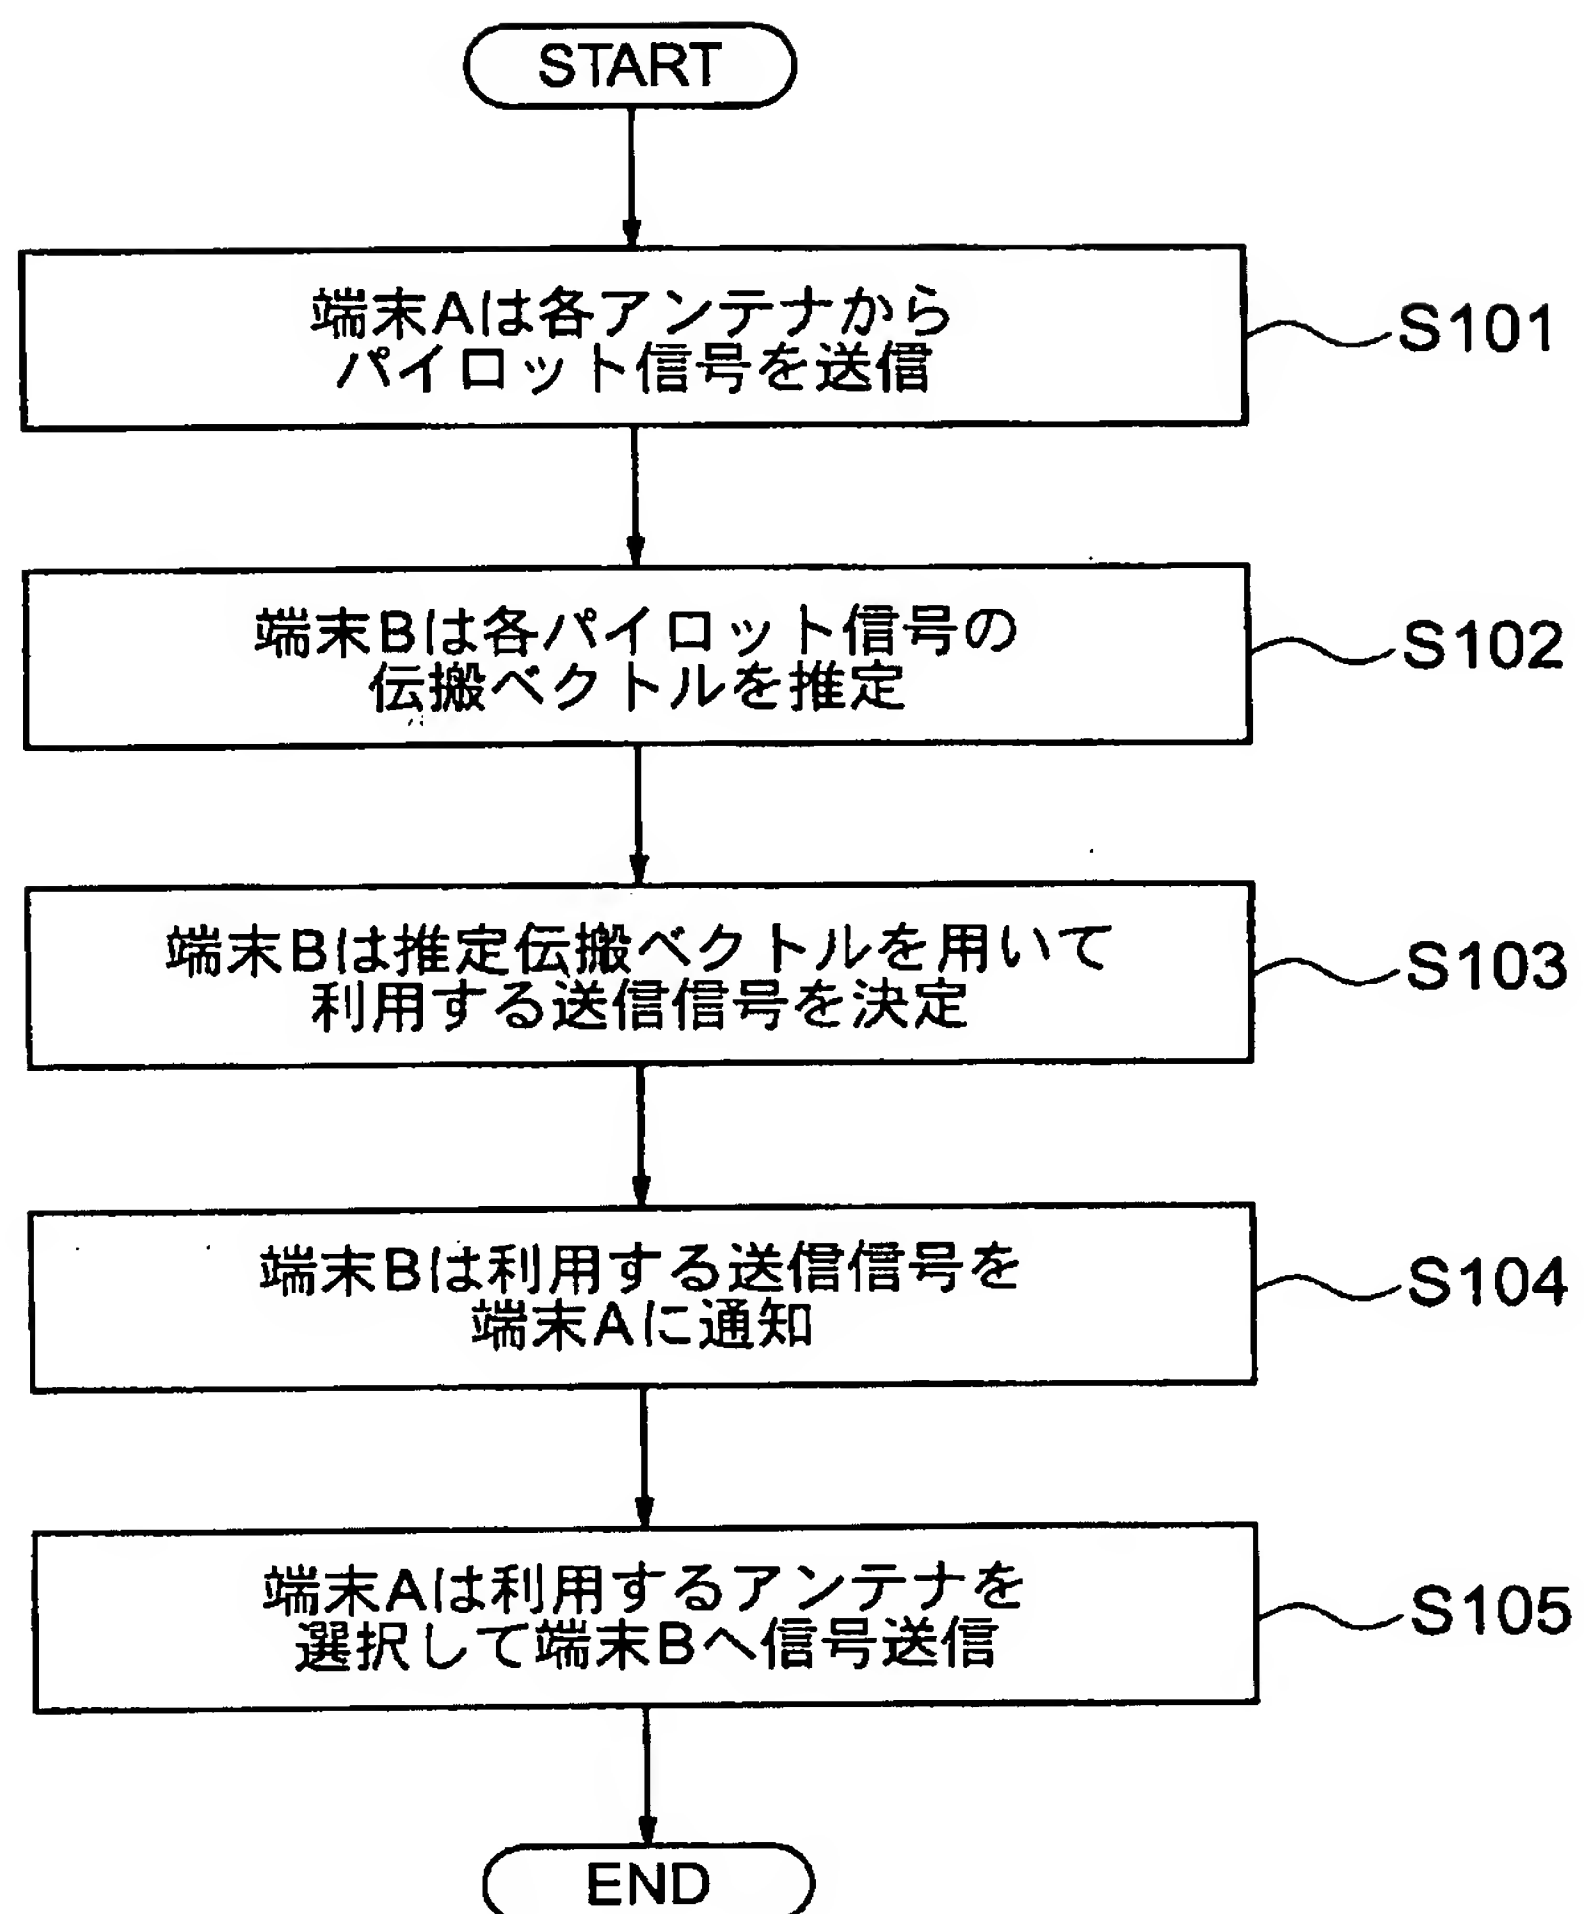 START
端末Aは各アンテナから
パイロット信号を送信
S101
端末Bは各パイロット信号の
伝搬ベクトルを推定
S102
端末Bは推定伝搬ベクトルを用いて
利用する送信信号を決定
S103
端末Bは利用する送信信号を
端末Aに通知
S104
端末Aは利用するアンテナを
選択して端末Bへ信号送信
S105
END